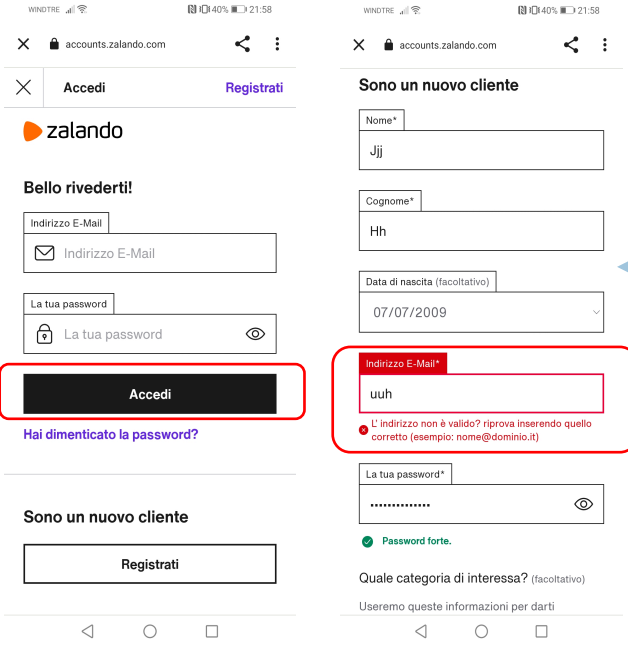 WINDTRE 40% 21:58
accounts.zalando.com
Accedi Registrati
zalando
Bello rivederti!
Indirizzo E-Mail
Indirizzo E-Mail
La tua password
La tua password
Accedi
Hai dimenticato la password?
Sono un nuovo cliente
Registrati
WINDTRE 40% 21:58
accounts.zalando.com
Sono un nuovo cliente
Nome*
Jjj
Cognome*
Hh
Data di nascita (facoltativo)
07/07/2009
Indirizzo E-Mail*
uuh
L' indirizzo non è valido? riprova inserendo quello
corretto (esempio: nome@dominio.it)
La tua password*
••••••••••••••
Password forte.
Quale categoria di interessa? (facoltativo)
Useremo queste informazioni per darti